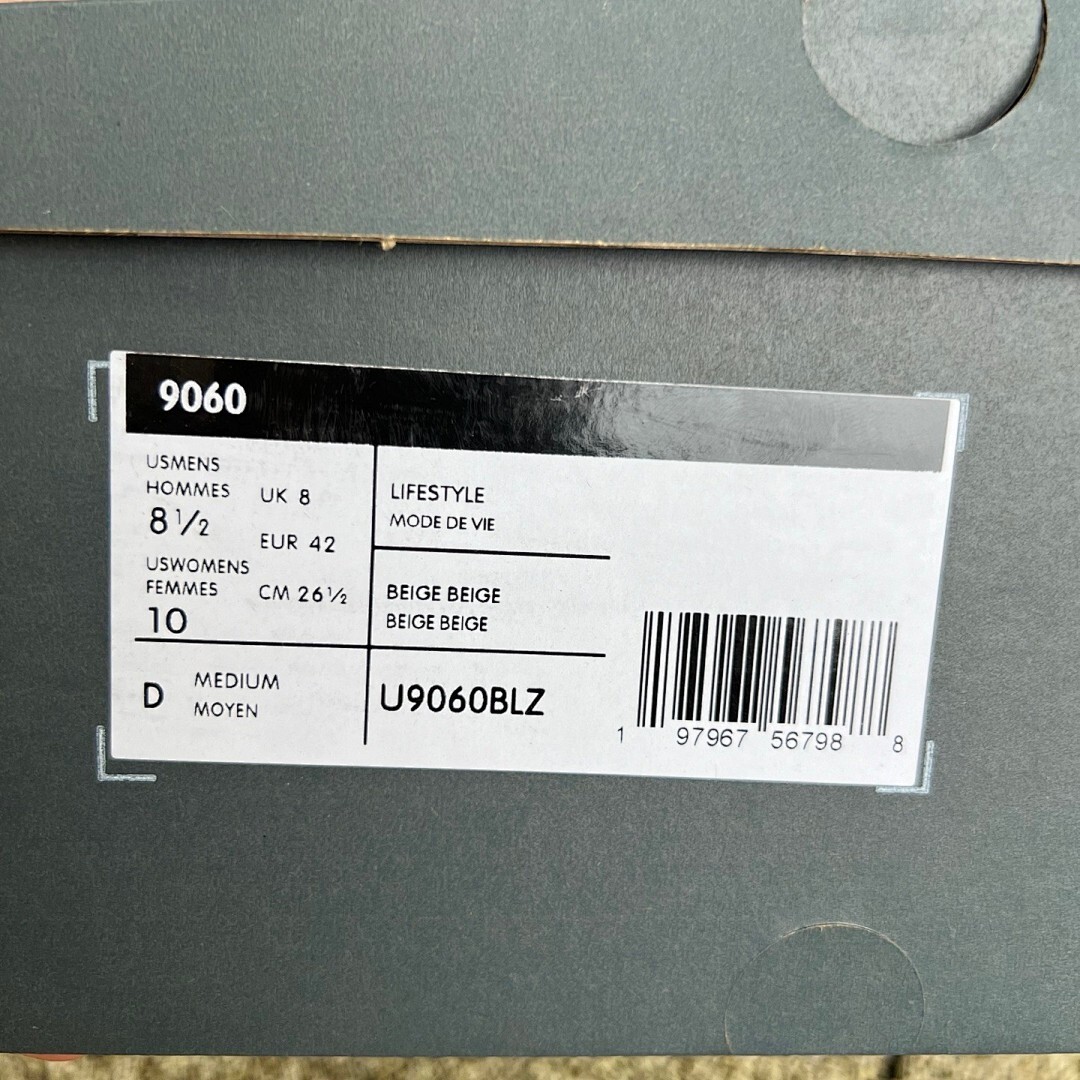 9060
USMENS
HOMMES
8 1/2
UK 8
EUR 42
USWOMENS
FEMMES
10
CM 26 1/2
D
MEDIUM
MOYEN
LIFESTYLE
MODE DE VIE
BEIGE BEIGE
BEIGE BEIGE
U9060BLZ
1 97967 56798 8